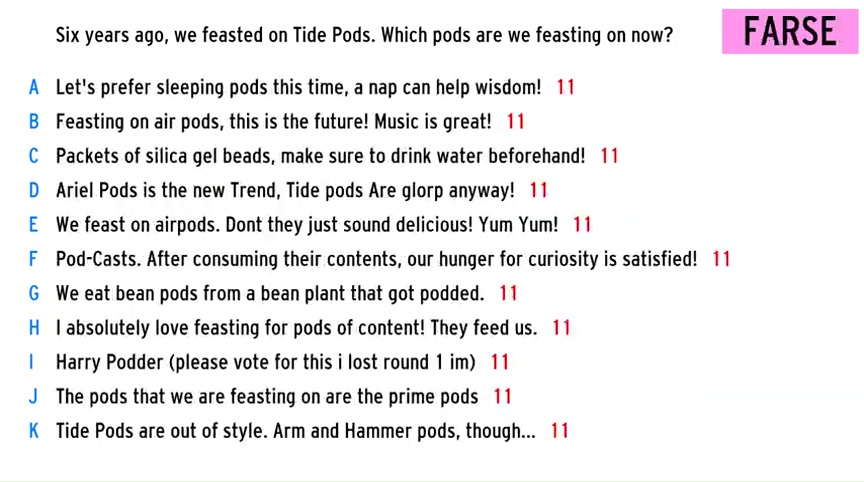 Six years ago, we feasted on Tide Pods. Which pods are we feasting on now?
FARSE
A Let's prefer sleeping pods this time, a nap can help wisdom! 11
B Feasting on air pods, this is the future! Music is great! 11
C Packets of silica gel beads, make sure to drink water beforehand! 11
D Ariel Pods is the new Trend, Tide pods Are glorp anyway! 11
E We feast on airpods. Dont they just sound delicious! Yum Yum! 11
F Pod-Casts. After consuming their contents, our hunger for curiosity is satisfied! 11
G We eat bean pods from a bean plant that got podded. 11
H I absolutely love feasting for pods of content! They feed us. 11
I Harry Podder (please vote for this i lost round 1 im) 11
J The pods that we are feasting on are the prime pods 11
K Tide Pods are out of style. Arm and Hammer pods, though... 11